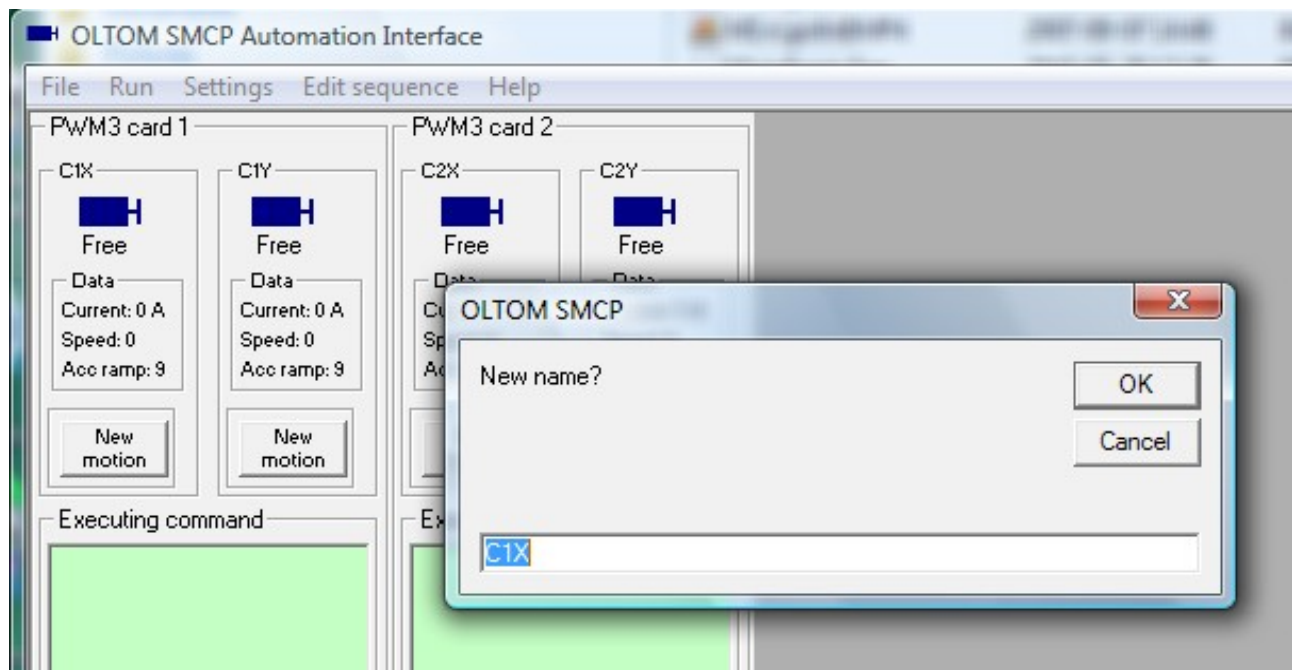 OLTOM SMCP Automation Interface
File Run Settings Edit sequence Help
PWM3 card 1
PWM3 card 2
C1X
C1Y
C2X
C2Y
Free
Free
Free
Free
Data
Data
Data
Data
Current: 0 A
Speed: 0
Acc ramp: 9
Current: 0 A
Speed: 0
Acc ramp: 9
New
motion
New
motion
Executing command
OLTOM SMCP
New name?
OK
Cancel
C1X